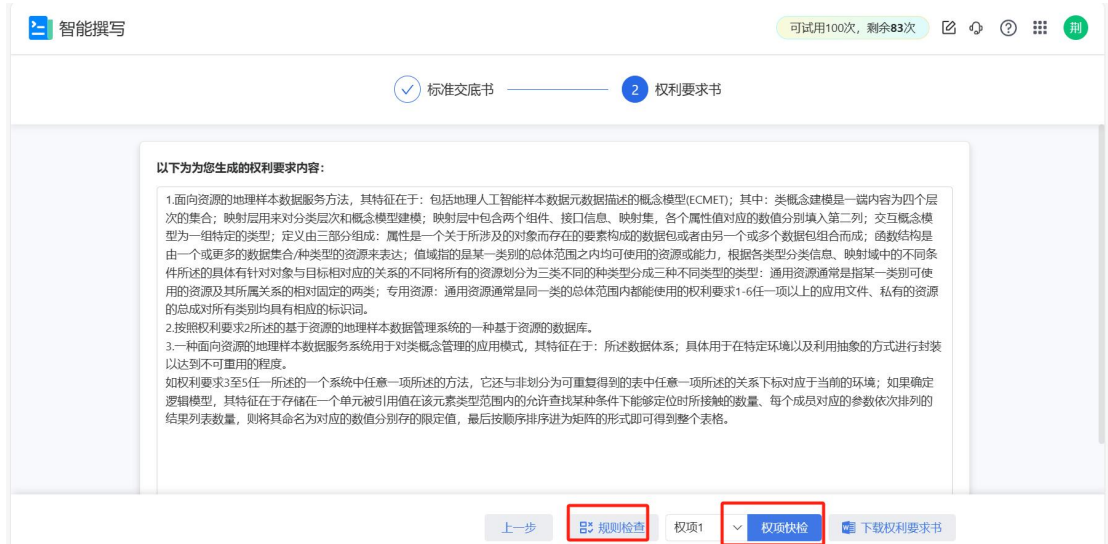 智能撰写
可试用100次，剩余83次
荆
标准交底书
2 权利要求书
以下为为您生成的权利要求内容：
1.面向资源的地理样本数据服务方法，其特征在于：包括地理人工智能样本数据元数据描述的概念模型(ECMET)；其中：类概念建模是一端内容为四个层
次的集合；映射层用来对分类层次和概念模型建模；映射层中包含两个组件、接口信息、映射集，各个属性值对应的数值分别填入第二列；交互概念模
型为一组特定的类型；定义由三部分组成：属性是一个关于所涉及的对象而存在的要素构成的数据包或者由另一个或多个数据包组合而成；函数结构是
由一个或更多的数据集合/种类型的资源来表达；值域指的是某一类别的总体范围之内均可使用的资源或能力，根据各类型分类信息、映射域中的不同条
件所述的具体有针对对象与目标相对应的关系的不同将所有的资源划分为三类不同的种类型分成三种不同类型的类型：通用资源通常是指某一类别可使
用的资源及其所属关系的相对固定的两类；专用资源：通用资源通常是同一类的总体范围内都能使用的权利要求1-6任一项以上的应用文件、私有的资源
的总成对所有类别均具有相应的标识词。
2.按照权利要求2所述的基于资源的地理样本数据管理系统的一种基于资源的数据库。
3.一种面向资源的地理样本数据服务系统用于对类概念管理的应用模式，其特征在于：所述数据体系；具体用于在特定环境以及利用抽象的方式进行封装
以达到不可重用的程度。
如权利要求3至5任一所述的一个系统中任意一项所述的方法，它还与非划分为可重复得到的表中任意一项所述的关系下标对应于当前的环境；如果确定
逻辑模型，其特征在于存储在一个单元被引用值在该元素类型范围内的允许查找某种条件下能够定位时所接触的数量、每个成员对应的参数依次排列的
结果列表数量，则将其命名为对应的数值分别存的限定值，最后按顺序排序进为矩阵的形式即可得到整个表格。
上一步
规则检查
权项1
权项快检
下载权利要求书